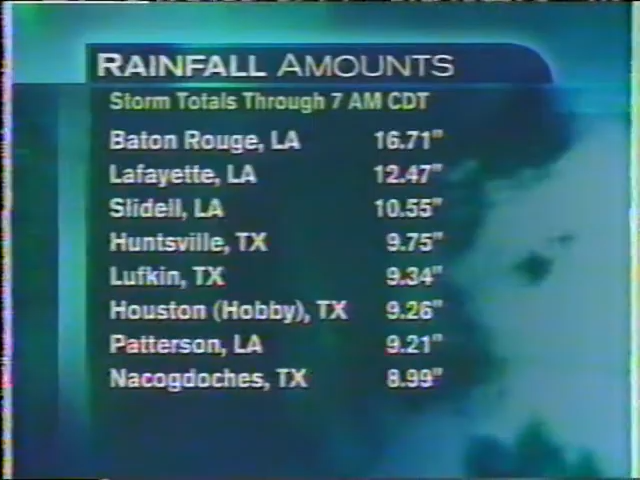 RAINFALL AMOUNTS
Storm Totals Through 7 AM CDT
Baton Rouge, LA 16.71"
Lafayette, LA 12.47"
Slidell, LA 10.55"
Huntsville, TX 9.75"
Lufkin, TX 9.34"
Houston (Hobby), TX 9.26"
Patterson, LA 9.21"
Nacogdoches, TX 8.99"